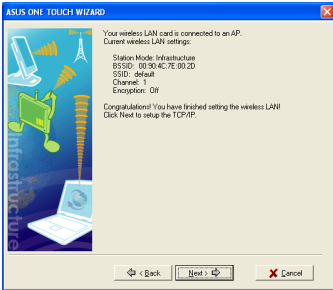 ASUS ONE TOUCH WIZARD
Your wireless LAN card is connected to an AP.
Current wireless LAN settings:
Station Mode: Infrastructure
BSSID: 00:90:4C:7E:00:2D
SSID: default
Channel: 1
Encryption: Off
Congratulations! You have finished setting the wireless LAN!
Click Next to setup the TCP/IP.
Infrastructure
< Back
Next >
Cancel